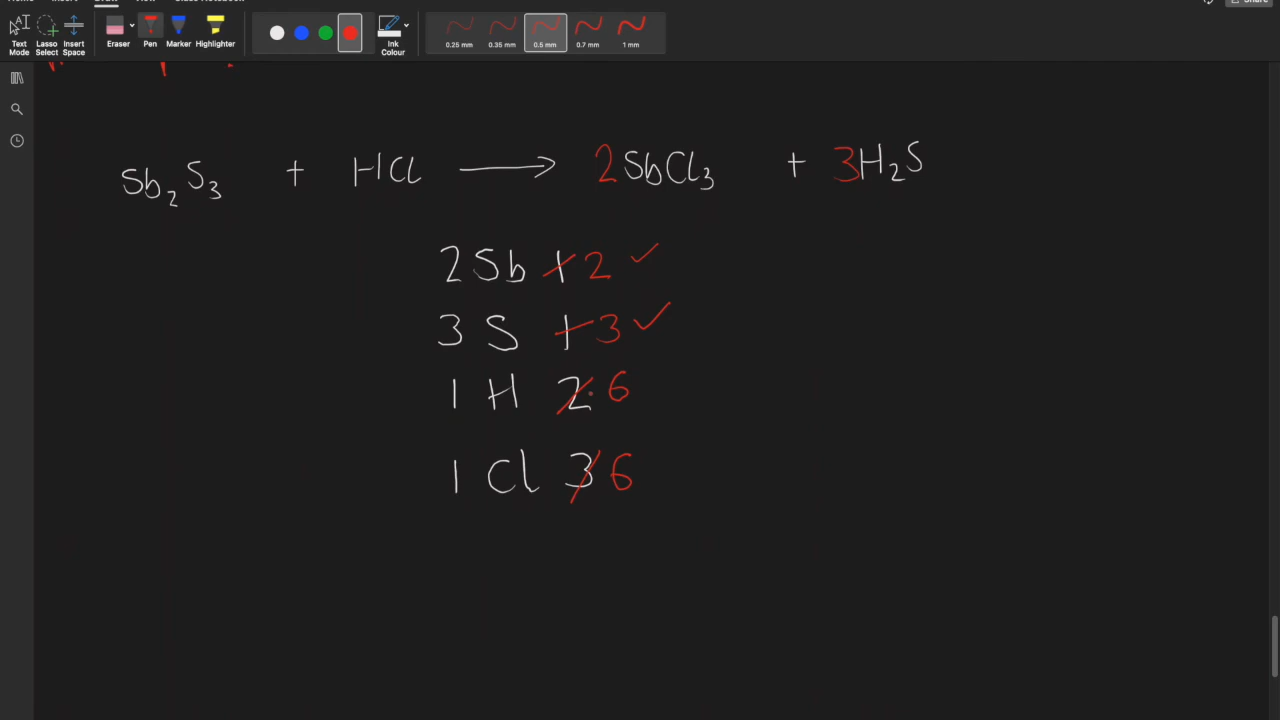 Text Mode Lasso Select Insert Space Eraser Pen Marker Highlighter Ink Colour 0.25 mm 0.35 mm 0.5 mm 0.7 mm 1 mm
Sb₂S₃ + HCl → 2SbCl₃ + 3H₂S
2 Sb 1 2 ✓
3 S 1 3 ✓
1 H 2 6
1 Cl 3 6